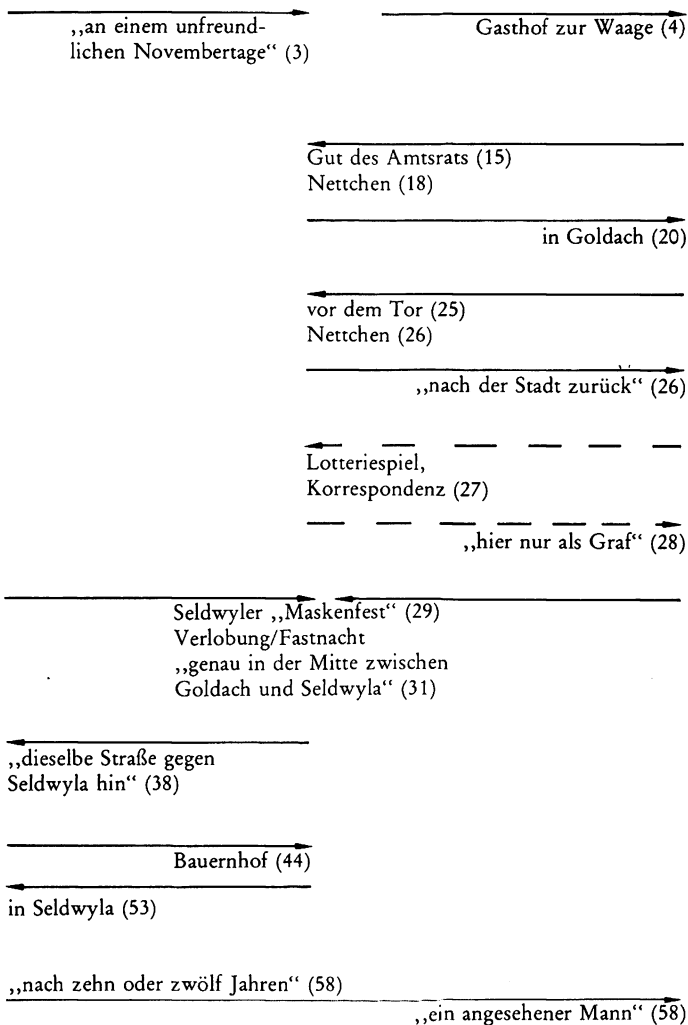 ,,an einem unfreund-
lichen Novembertage“ (3)
Gasthof zur Waage (4)
Gut des Amtsrats (15)
Nettchen (18)
in Goldach (20)
vor dem Tor (25)
Nettchen (26)
,,nach der Stadt zurück“ (26)
Lotteriespiel,
Korrespondenz (27)
,,hier nur als Graf“ (28)
Seldwyler ,,Maskenfest“ (29)
Verlobung/Fastnacht
,,genau in der Mitte zwischen
Goldach und Seldwyla“ (31)
,,dieselbe Straße gegen
Seldwyla hin“ (38)
Bauernhof (44)
in Seldwyla (53)
,,nach zehn oder zwölf Jahren“ (58)
,,ein angesehener Mann“ (58)